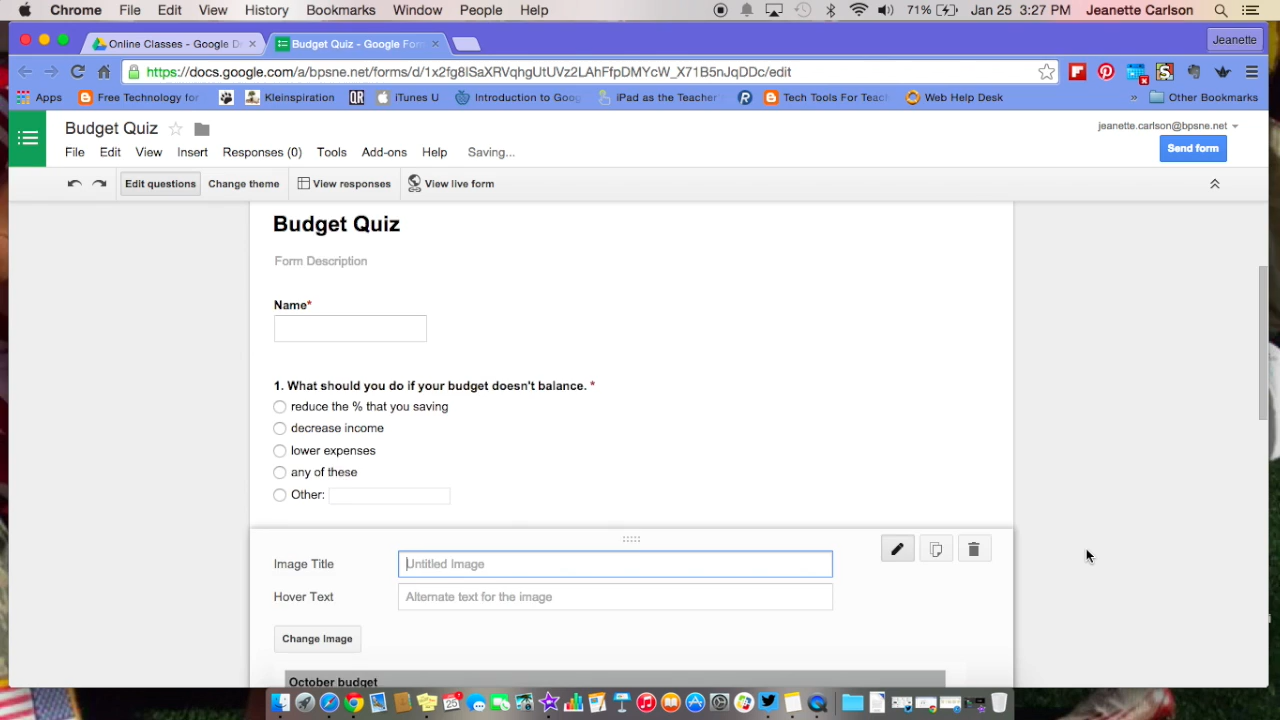 Chrome File Edit View History Bookmarks Window People Help 71% Jan 25 3:27 PM Jeanette Carlson
Online Classes - Google D Budget Quiz - Google For Jeanette
https://docs.google.com/a/bpsne.net/forms/d/1x2fg8lSaXRVqhgUtUVz2LAhFfpDMYcW_X71B5nJqDDc/edit
Apps Free Technology for Kleinspiration QR iTunes U Introduction to Goog iPad as the Teacher Tech Tools For Teac Web Help Desk » Other Bookmarks
Budget Quiz jeanette.carlson@bpsne.net
File Edit View Insert Responses (0) Tools Add-ons Help Saving... Send form
Edit questions Change theme View responses View live form
Budget Quiz
Form Description
Name*
1. What should you do if your budget doesn't balance. *
reduce the % that you saving
decrease income
lower expenses
any of these
Other:
Image Title Untitled Image
Hover Text Alternate text for the image
Change Image
October budget